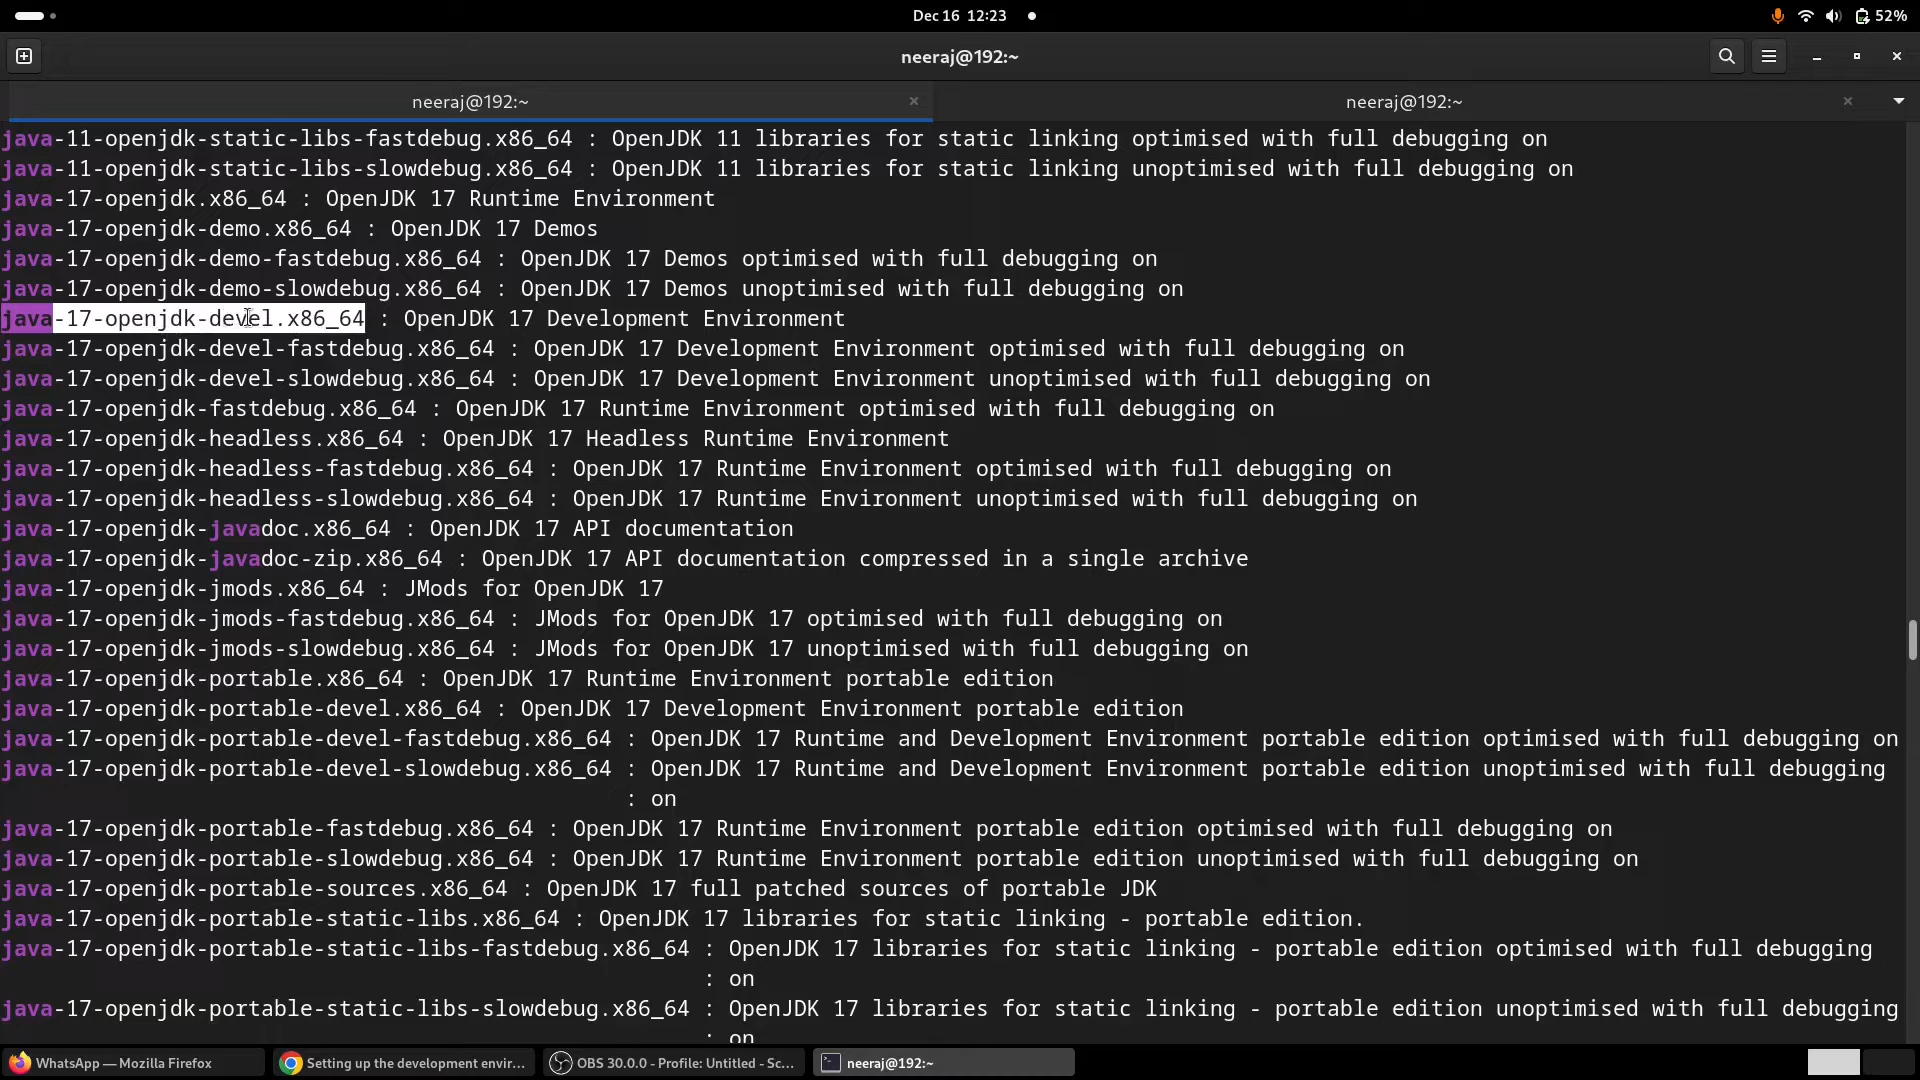 Dec 16 12:23
52%
neeraj@192:~
neeraj@192:~
neeraj@192:~
java-11-openjdk-static-libs-fastdebug.x86_64 : OpenJDK 11 libraries for static linking optimised with full debugging on
java-11-openjdk-static-libs-slowdebug.x86_64 : OpenJDK 11 libraries for static linking unoptimised with full debugging on
java-17-openjdk.x86_64 : OpenJDK 17 Runtime Environment
java-17-openjdk-demo.x86_64 : OpenJDK 17 Demos
java-17-openjdk-demo-fastdebug.x86_64 : OpenJDK 17 Demos optimised with full debugging on
java-17-openjdk-demo-slowdebug.x86_64 : OpenJDK 17 Demos unoptimised with full debugging on
java-17-openjdk-devel.x86_64 : OpenJDK 17 Development Environment
java-17-openjdk-devel-fastdebug.x86_64 : OpenJDK 17 Development Environment optimised with full debugging on
java-17-openjdk-devel-slowdebug.x86_64 : OpenJDK 17 Development Environment unoptimised with full debugging on
java-17-openjdk-fastdebug.x86_64 : OpenJDK 17 Runtime Environment optimised with full debugging on
java-17-openjdk-headless.x86_64 : OpenJDK 17 Headless Runtime Environment
java-17-openjdk-headless-fastdebug.x86_64 : OpenJDK 17 Runtime Environment optimised with full debugging on
java-17-openjdk-headless-slowdebug.x86_64 : OpenJDK 17 Runtime Environment unoptimised with full debugging on
java-17-openjdk-javadoc.x86_64 : OpenJDK 17 API documentation
java-17-openjdk-javadoc-zip.x86_64 : OpenJDK 17 API documentation compressed in a single archive
java-17-openjdk-jmods.x86_64 : JMods for OpenJDK 17
java-17-openjdk-jmods-fastdebug.x86_64 : JMods for OpenJDK 17 optimised with full debugging on
java-17-openjdk-jmods-slowdebug.x86_64 : JMods for OpenJDK 17 unoptimised with full debugging on
java-17-openjdk-portable.x86_64 : OpenJDK 17 Runtime Environment portable edition
java-17-openjdk-portable-devel.x86_64 : OpenJDK 17 Development Environment portable edition
java-17-openjdk-portable-devel-fastdebug.x86_64 : OpenJDK 17 Runtime and Development Environment portable edition optimised with full debugging on
java-17-openjdk-portable-devel-slowdebug.x86_64 : OpenJDK 17 Runtime and Development Environment portable edition unoptimised with full debugging
: on
java-17-openjdk-portable-fastdebug.x86_64 : OpenJDK 17 Runtime Environment portable edition optimised with full debugging on
java-17-openjdk-portable-slowdebug.x86_64 : OpenJDK 17 Runtime Environment portable edition unoptimised with full debugging on
java-17-openjdk-portable-sources.x86_64 : OpenJDK 17 full patched sources of portable JDK
java-17-openjdk-portable-static-libs.x86_64 : OpenJDK 17 libraries for static linking - portable edition.
java-17-openjdk-portable-static-libs-fastdebug.x86_64 : OpenJDK 17 libraries for static linking - portable edition optimised with full debugging
: on
java-17-openjdk-portable-static-libs-slowdebug.x86_64 : OpenJDK 17 libraries for static linking - portable edition unoptimised with full debugging
: on
WhatsApp — Mozilla Firefox
Setting up the development envir...
OBS 30.0.0 - Profile: Untitled - Sc...
neeraj@192:~